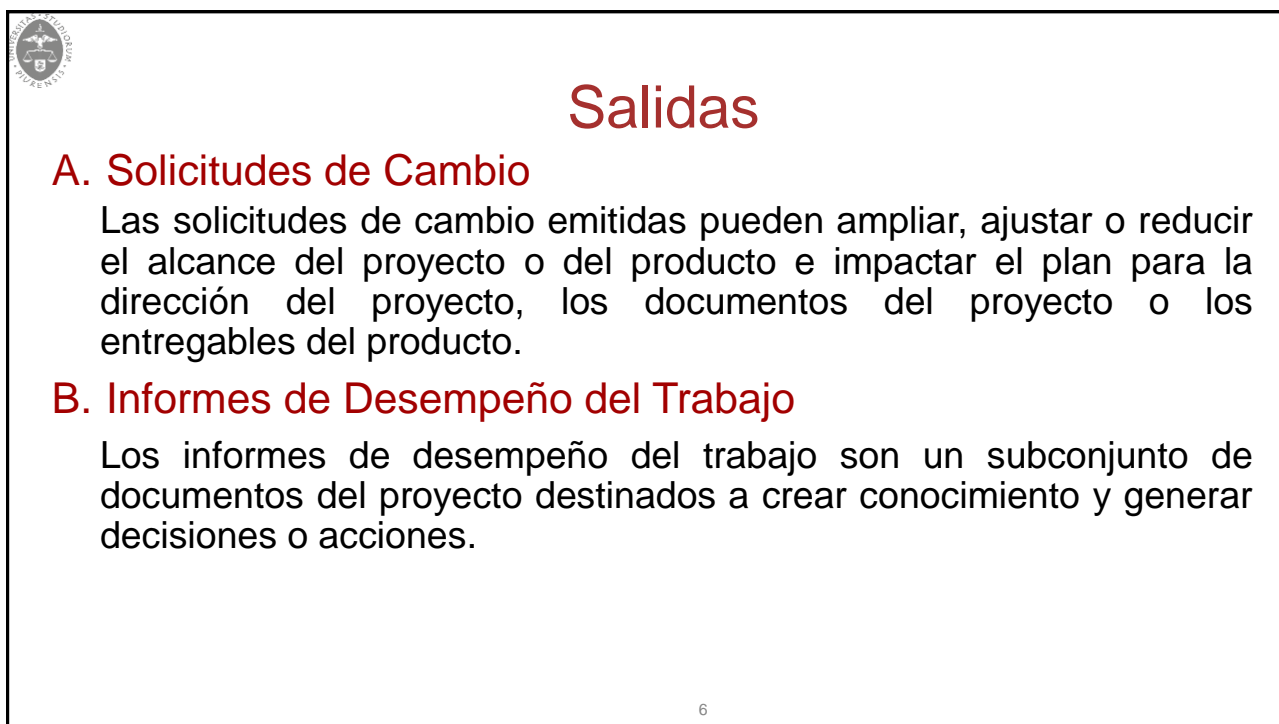 UNIVERSITAS STUDIORUM PIURENSIS
Salidas
A. Solicitudes de Cambio
Las solicitudes de cambio emitidas pueden ampliar, ajustar o reducir
el alcance del proyecto o del producto e impactar el plan para la
dirección del proyecto, los documentos del proyecto o los
entregables del producto.
B. Informes de Desempeño del Trabajo
Los informes de desempeño del trabajo son un subconjunto de
documentos del proyecto destinados a crear conocimiento y generar
decisiones o acciones.
6